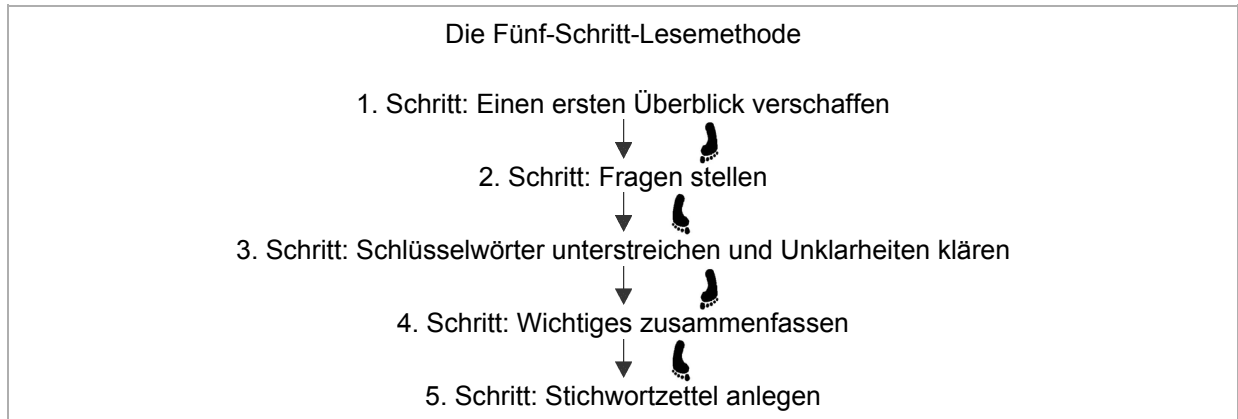 Die Fünf-Schritt-Lesemethode
1. Schritt: Einen ersten Überblick verschaffen
2. Schritt: Fragen stellen
3. Schritt: Schlüsselwörter unterstreichen und Unklarheiten klären
4. Schritt: Wichtiges zusammenfassen
5. Schritt: Stichwortzettel anlegen